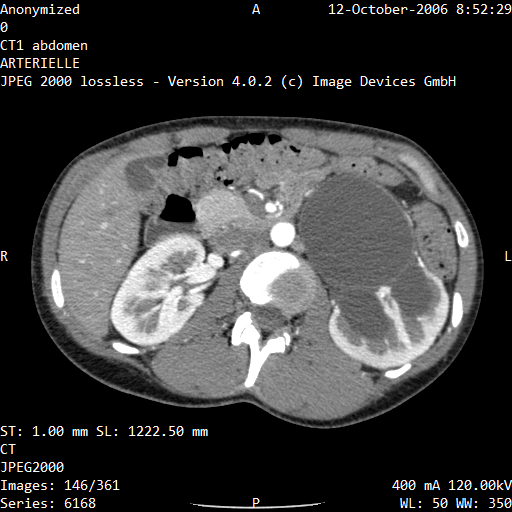 Anonymized A 12-October-2006 8:52:29
0
CT1 abdomen
ARTERIELLE
JPEG 2000 lossless - Version 4.0.2 (c) Image Devices GmbH
R L
ST: 1.00 mm SL: 1222.50 mm
CT
JPEG2000
Images: 146/361 400 mA 120.00kV
Series: 6168 P WL: 50 WW: 350